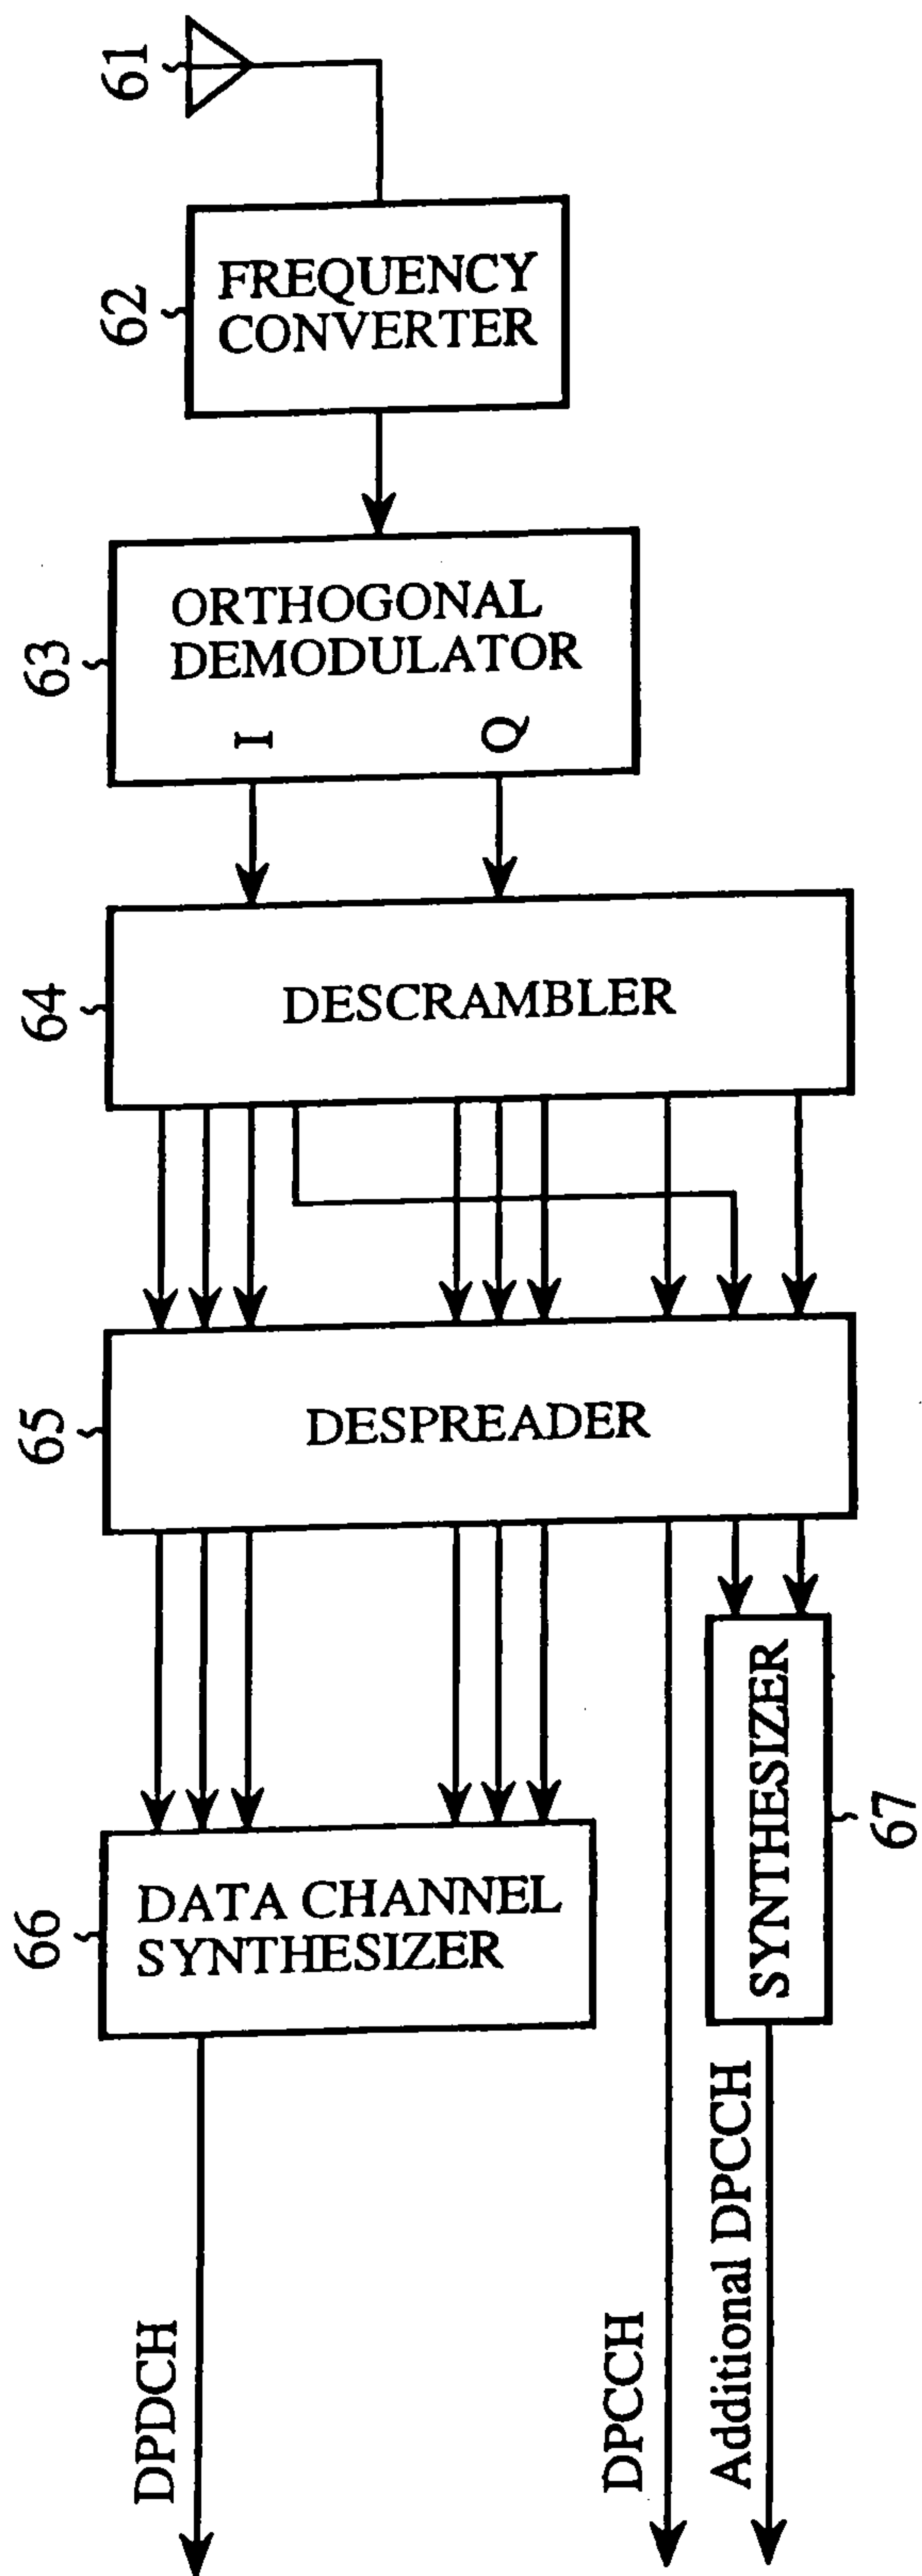 61
62
FREQUENCY
CONVERTER
63
ORTHOGONAL
DEMODULATOR
I
Q
64
DESCRAMBLER
65
DESPREADER
66
DATA CHANNEL
SYNTHESIZER
SYNTHESIZER
67
DPDCH
DPCCH
Additional DPCCH